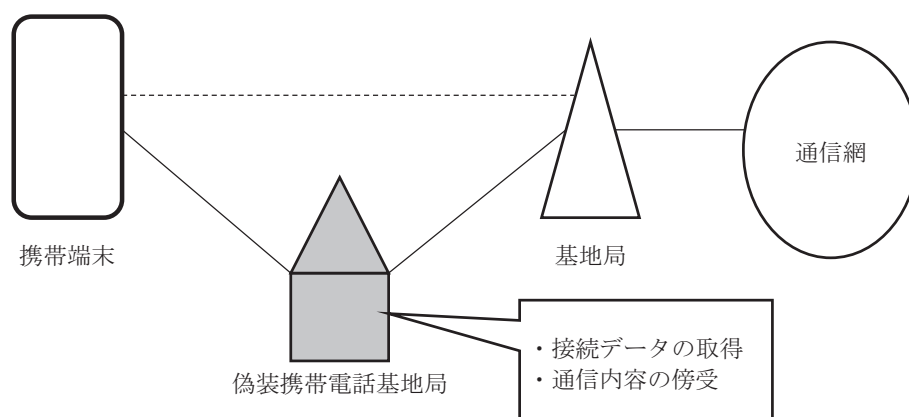 通信網
携帯端末
基地局
・接続データの取得
・通信内容の傍受
偽装携帯電話基地局